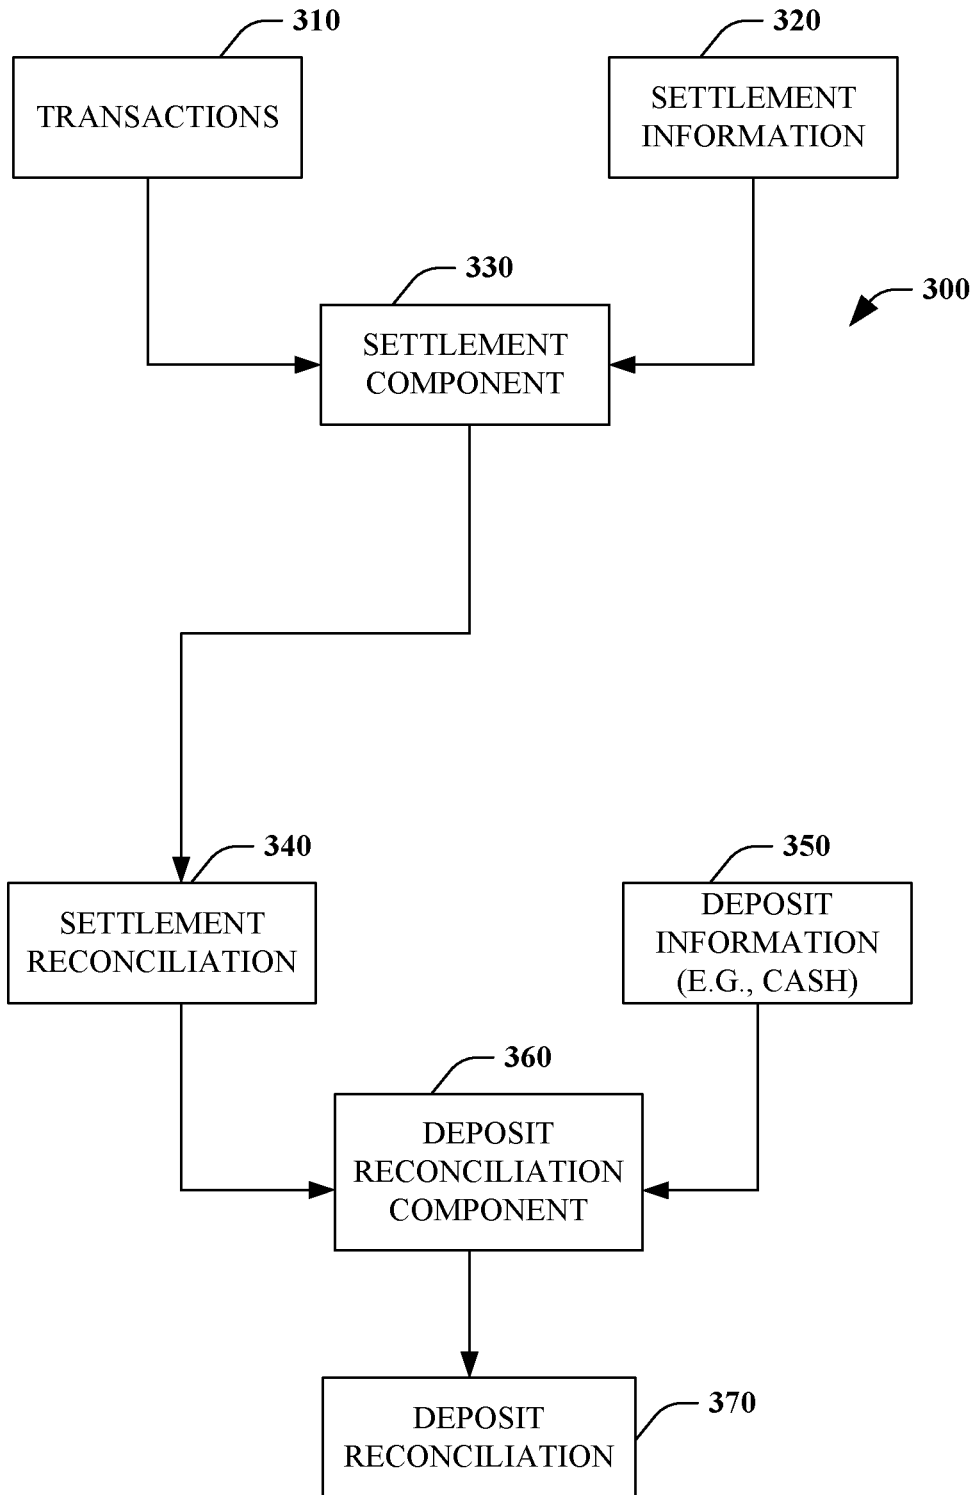 310
TRANSACTIONS
320
SETTLEMENT
INFORMATION
330
SETTLEMENT
COMPONENT
300
340
SETTLEMENT
RECONCILIATION
350
DEPOSIT
INFORMATION
(E.G., CASH)
360
DEPOSIT
RECONCILIATION
COMPONENT
370
DEPOSIT
RECONCILIATION